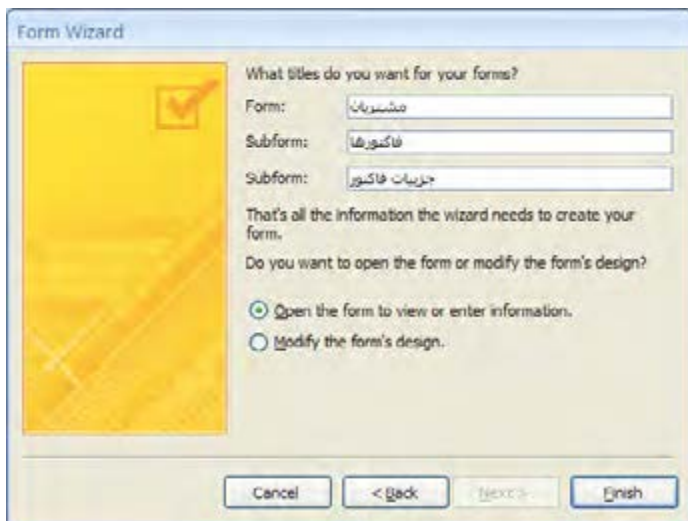 Form Wizard
What titles do you want for your forms?
Form: مشتریات
Subform: فاکتورها
Subform: جزییات فاکتور
That's all the information the wizard needs to create your
form.
Do you want to open the form or modify the form's design?
Open the form to view or enter information.
Modify the form's design.
Cancel < Back Next > Finish